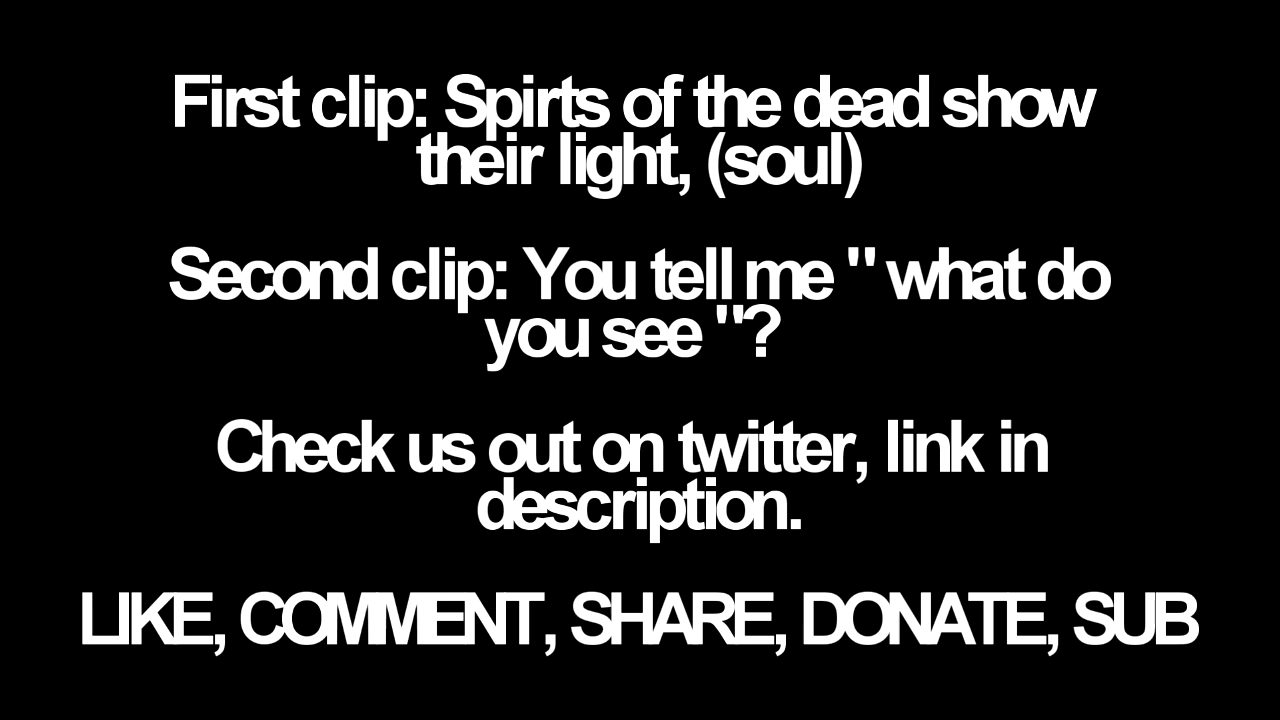 First clip: Spirts of the dead show
their light, (soul)
Second clip: You tell me " what do
you see "?
Check us out on twitter, link in
description.
LIKE, COMMENT, SHARE, DONATE, SUB